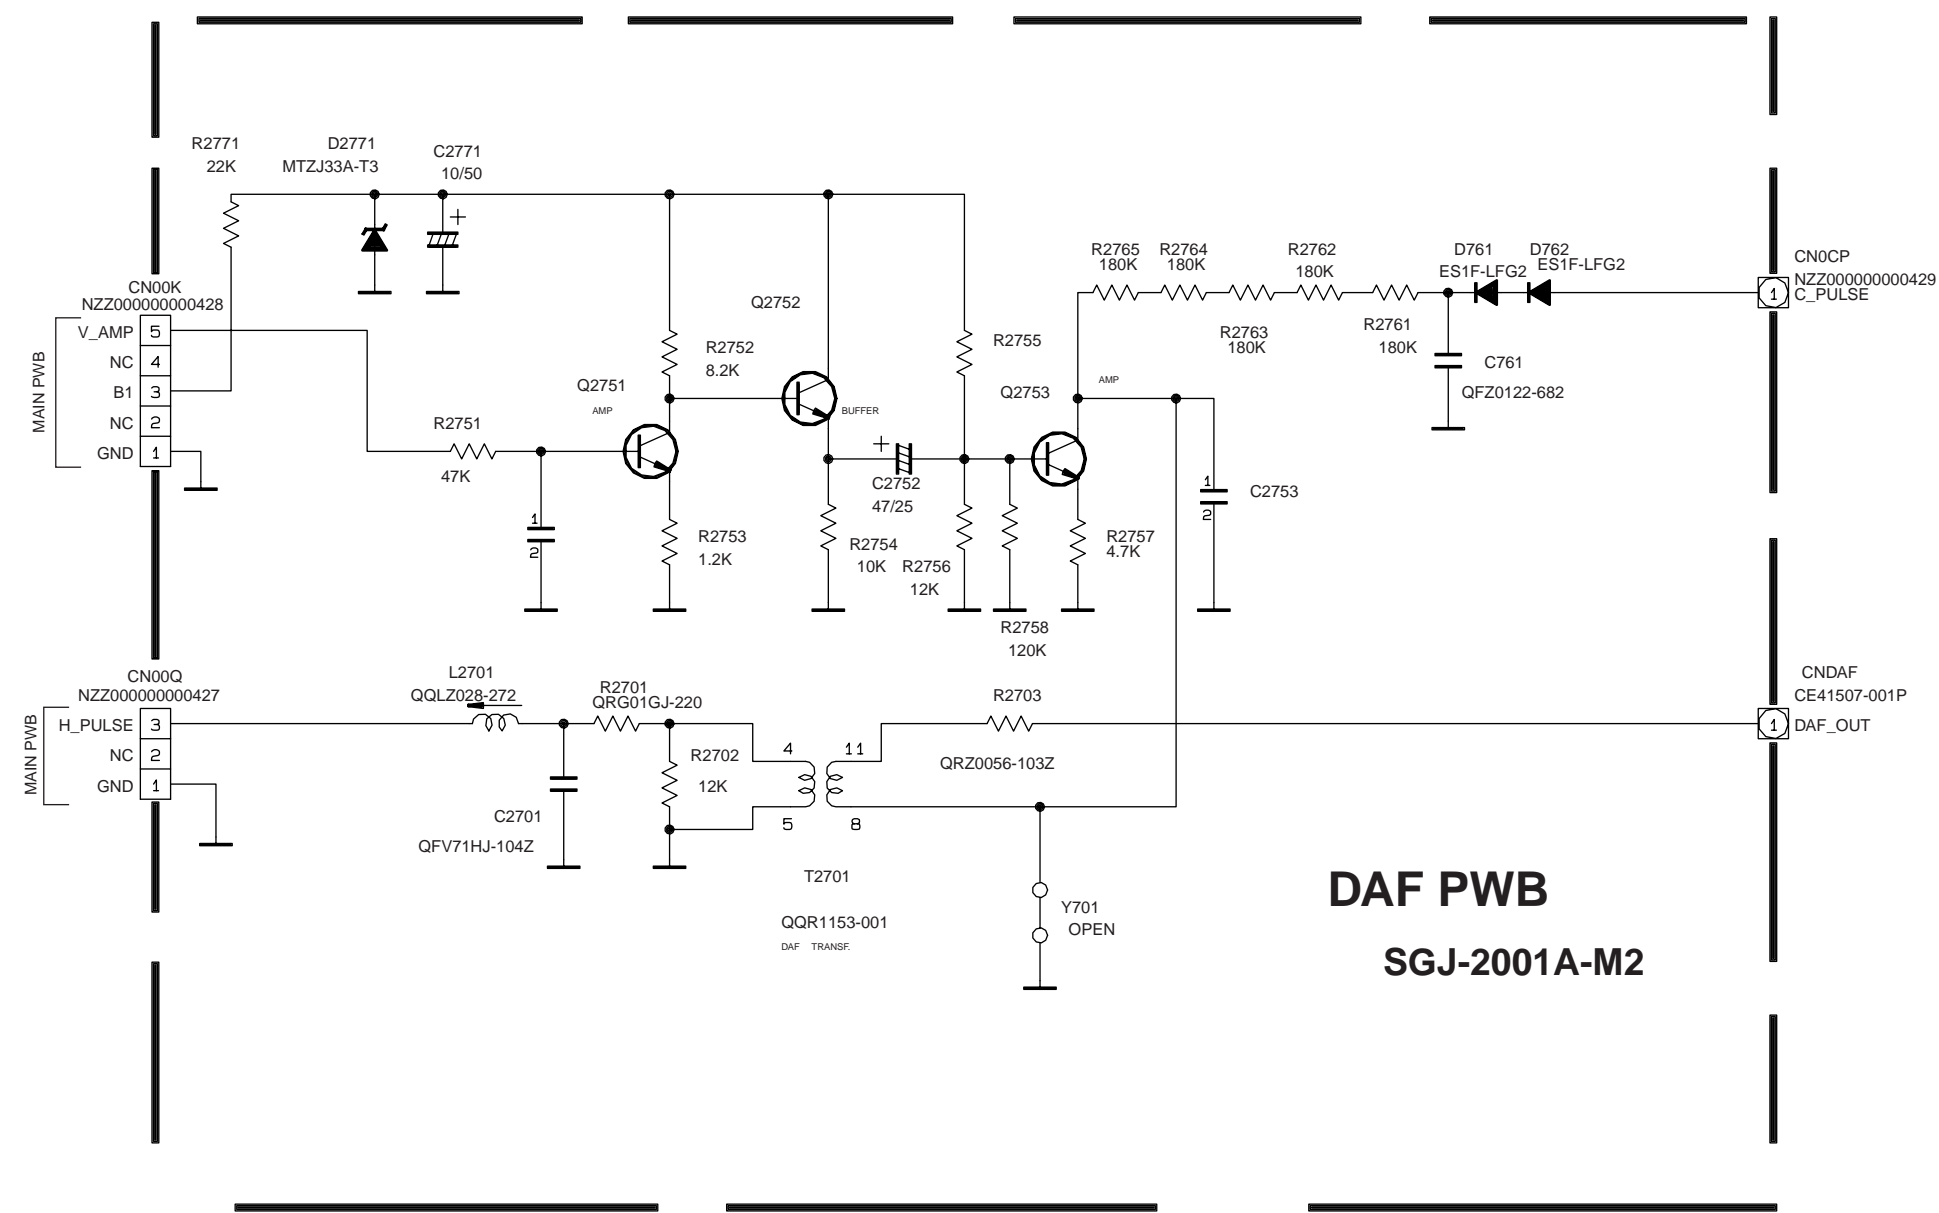 R2771
22K
D2771
MTZJ33A-T3
C2771
10/50
+
CN00K
NZZ000000000428
MAIN PWB
V_AMP 5
NC 4
B1 3
NC 2
GND 1
R2751
47K
1
2
Q2751
AMP
R2752
8.2K
R2753
1.2K
Q2752
BUFFER
+
C2752
47/25
R2754
10K
R2755
R2756
12K
R2758
120K
Q2753
AMP
R2757
4.7K
1
2
C2753
R2765
180K
R2764
180K
R2763
180K
R2762
180K
R2761
180K
D761
ES1F-LFG2
D762
ES1F-LFG2
C761
QFZ0122-682
CN0CP
NZZ000000000429
1 C_PULSE
CN00Q
NZZ000000000427
MAIN PWB
H_PULSE 3
NC 2
GND 1
L2701
QQLZ028-272
R2701
QRG01GJ-220
C2701
QFV71HJ-104Z
R2702
12K
4
5
11
8
T2701
QQR1153-001
DAF TRANSF.
R2703
QRZ0056-103Z
Y701
OPEN
CNDAF
CE41507-001P
1 DAF_OUT
DAF PWB
SGJ-2001A-M2